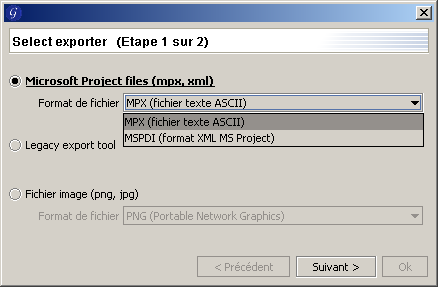 Select exporter (Etape 1 sur 2)
Microsoft Project files (mpx, xml)
Format de fichier MPX (fichier texte ASCII)
MPX (fichier texte ASCII)
MSPDI (format XML MS Project)
Legacy export tool
Fichier image (png, jpg)
Format de fichier PNG (Portable Network Graphics)
< Précédent Suivant > Ok